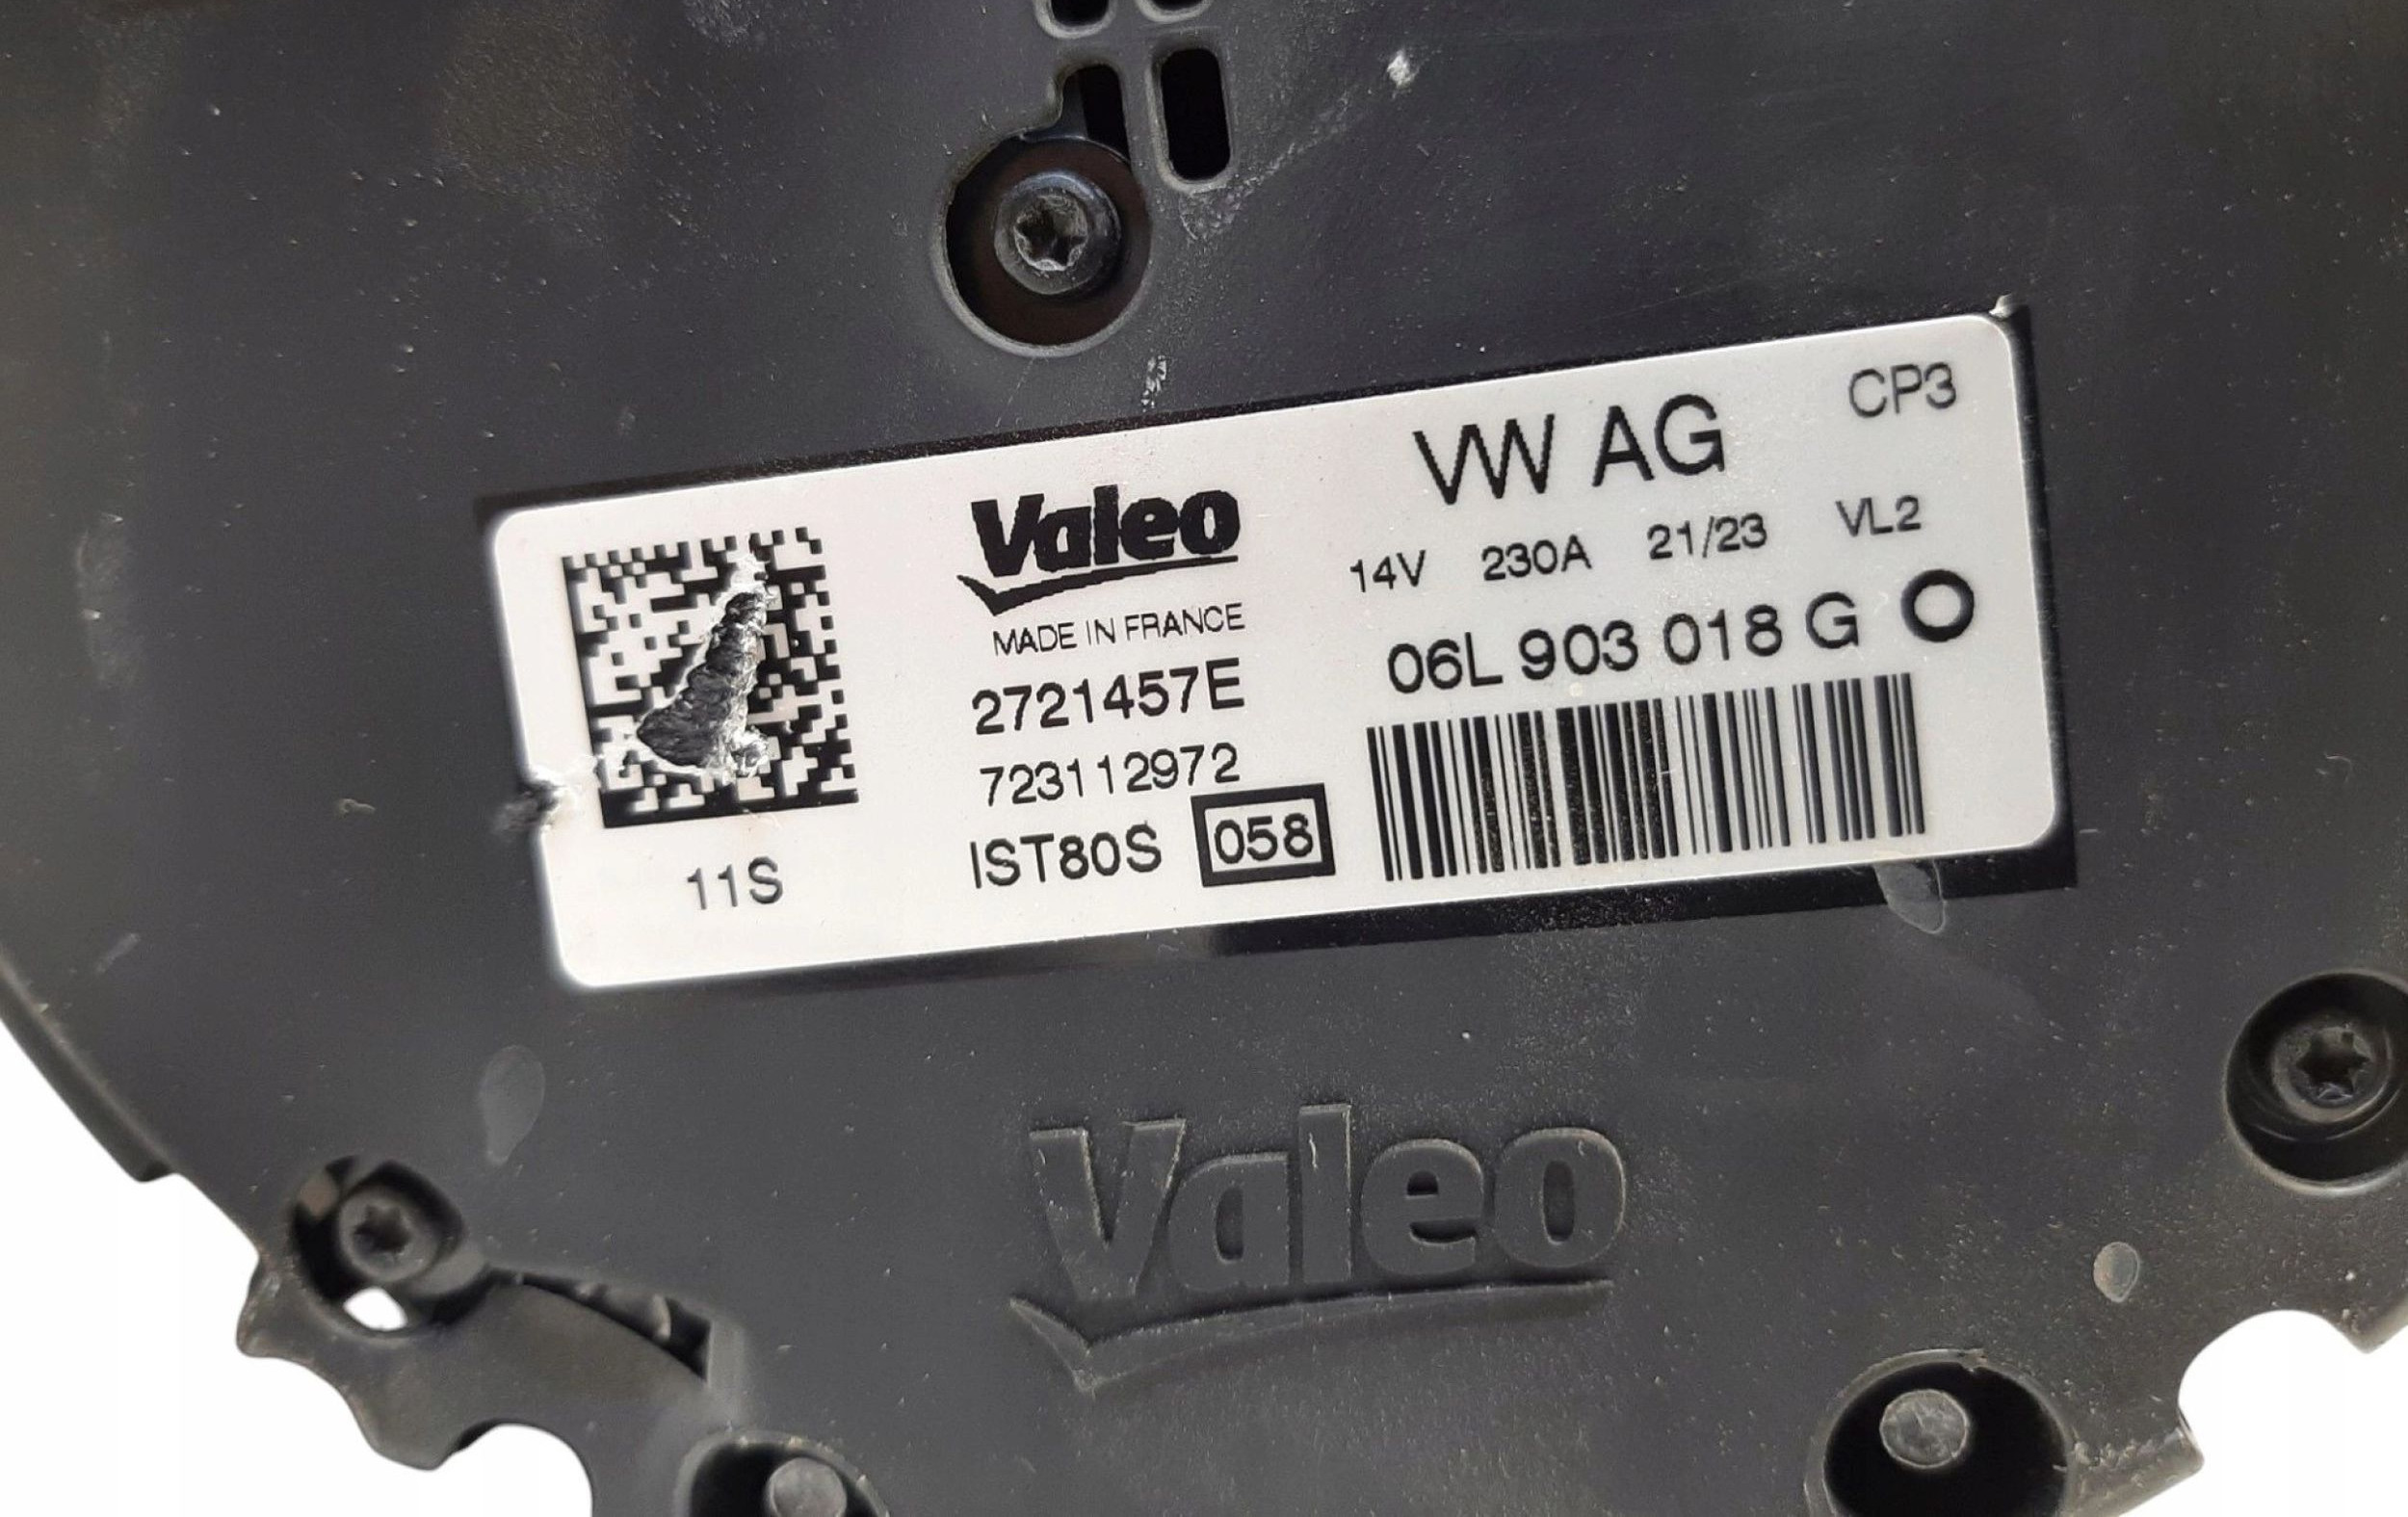 VW AG CP3
Valeo
14V 230A 21/23 VL2
MADE IN FRANCE
06L 903 018 G O
2721457E
723112972
IST80S 058
11S
Valeo